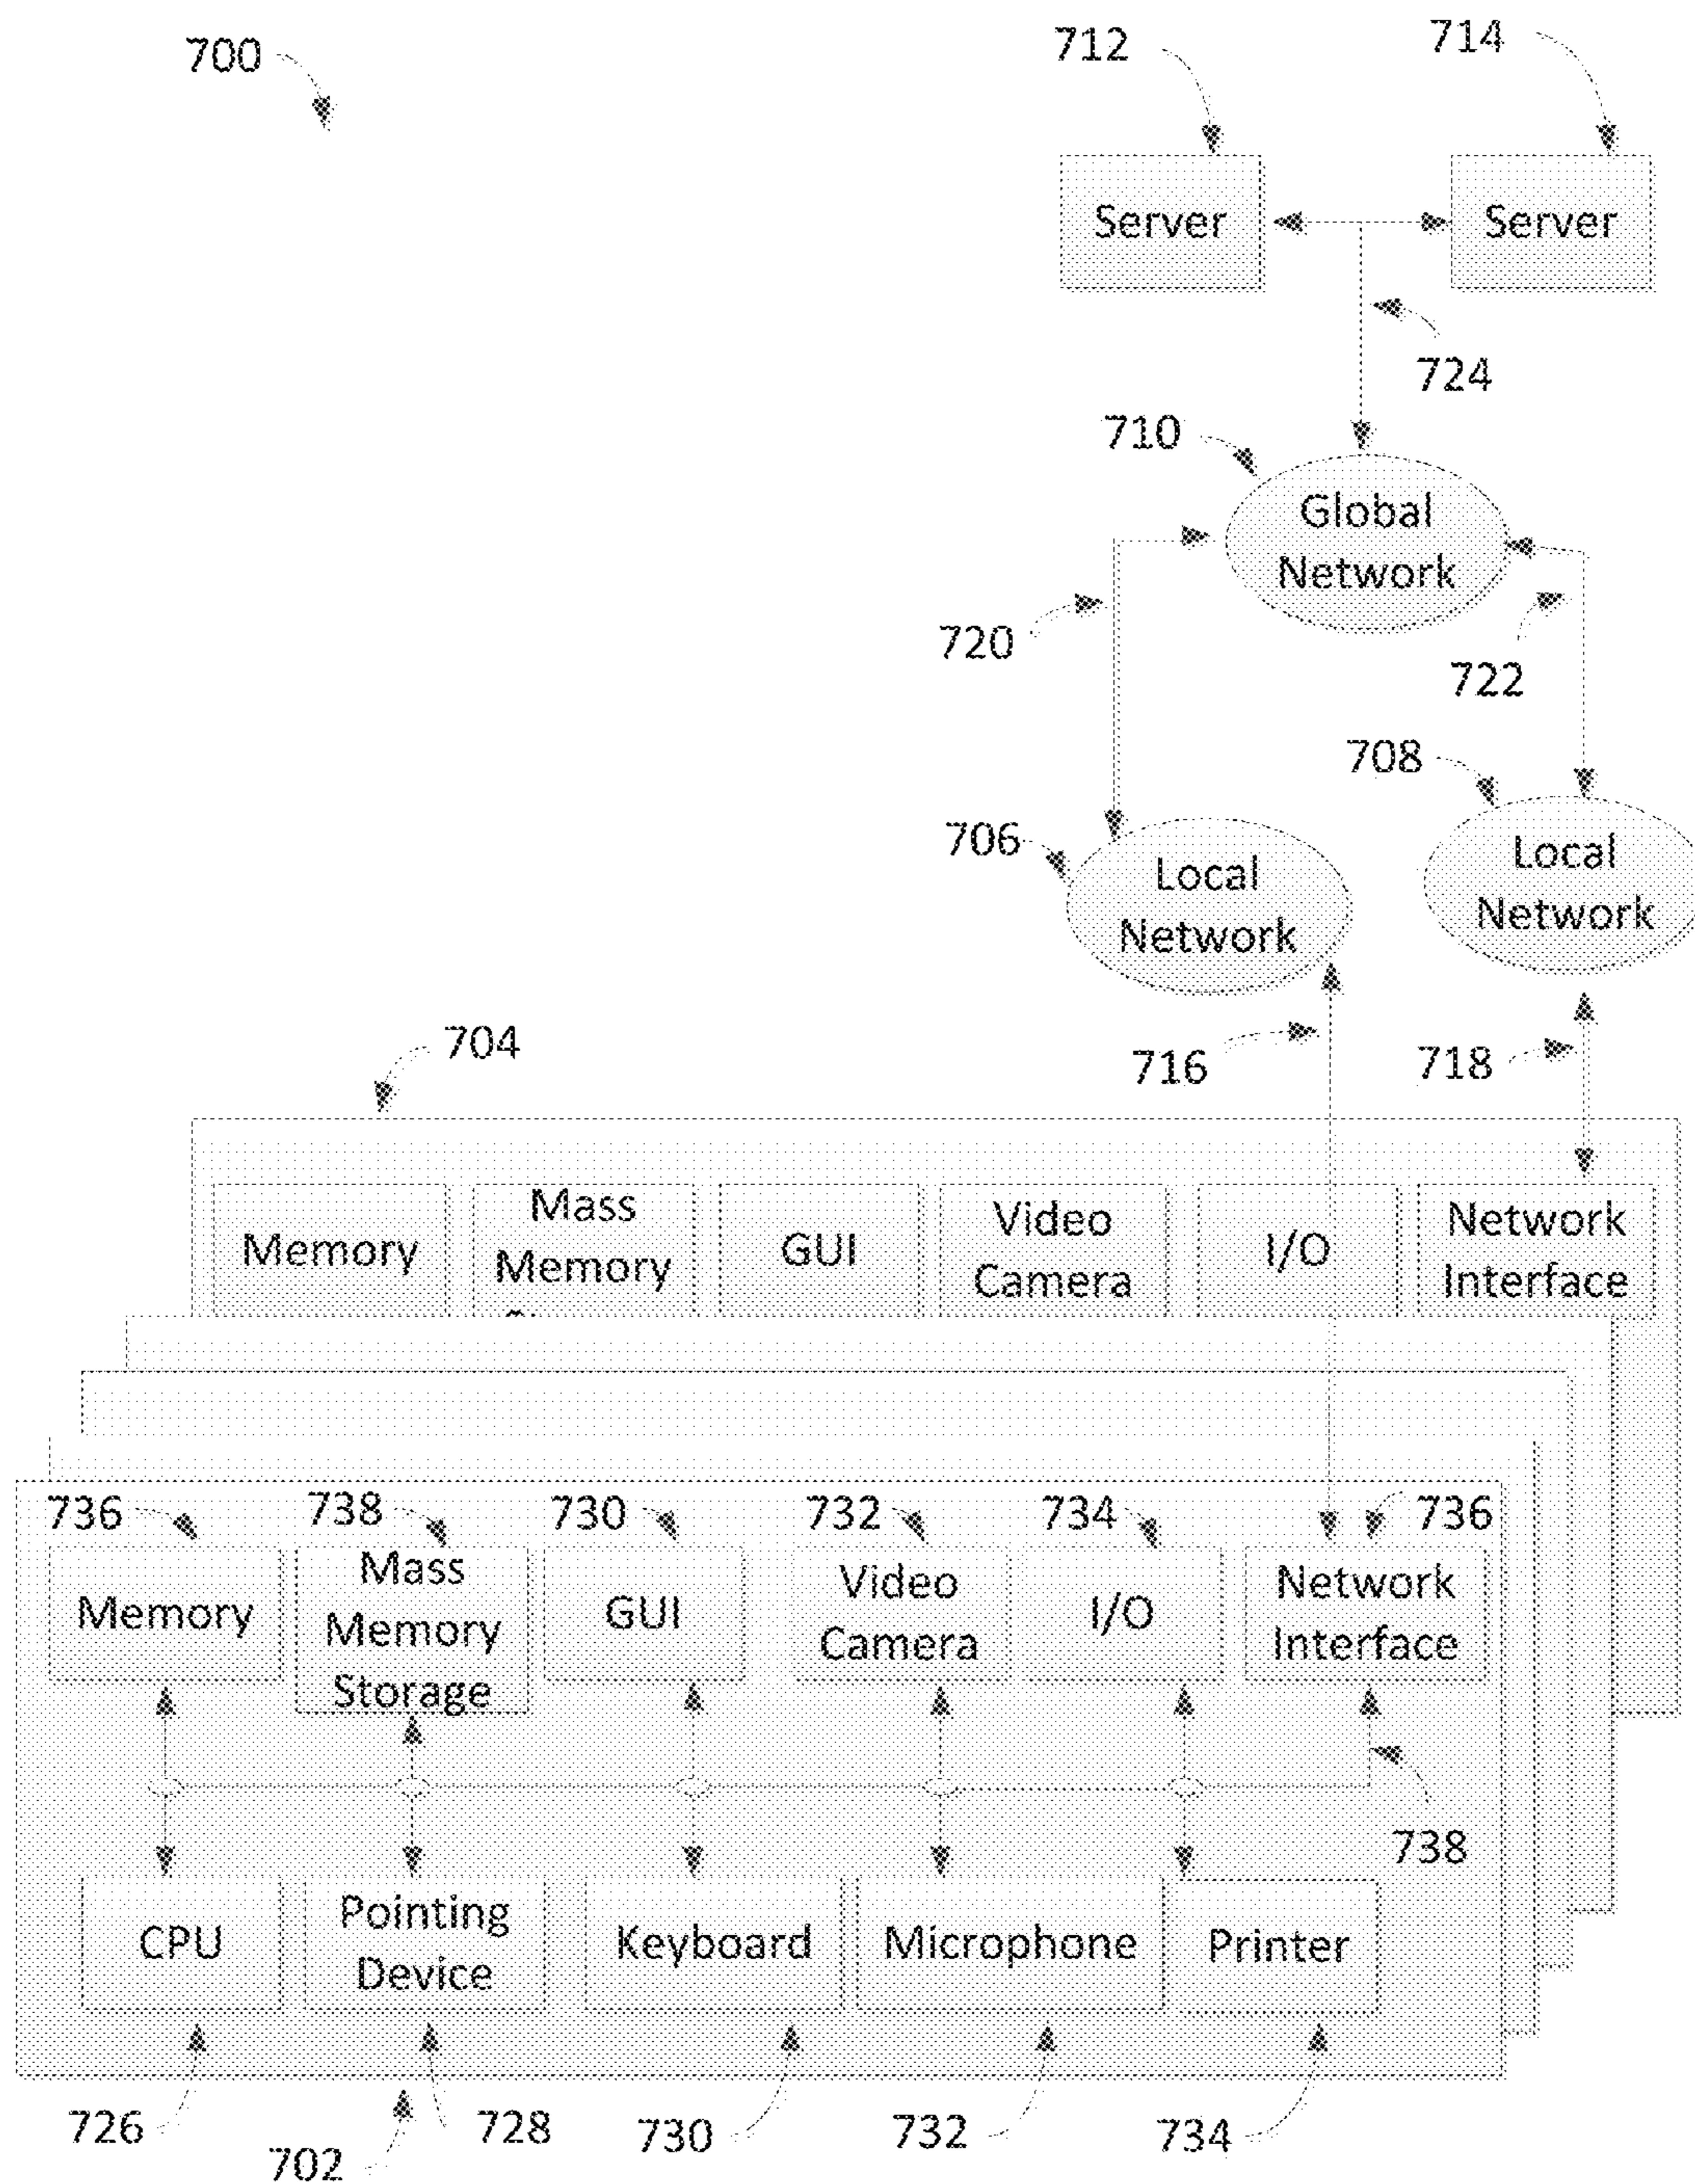 700
712
714
Server
Server
724
710
Global
Network
720
722
708
706
Local
Network
Local
Network
704
716
718
Memory
Mass
Memory
GUI
Video
Camera
I/O
Network
Interface
736
738
730
732
734
736
Memory
Mass
Memory
Storage
GUI
Video
Camera
I/O
Network
Interface
738
CPU
Pointing
Device
Keyboard
Microphone
Printer
726
702
728
730
732
734